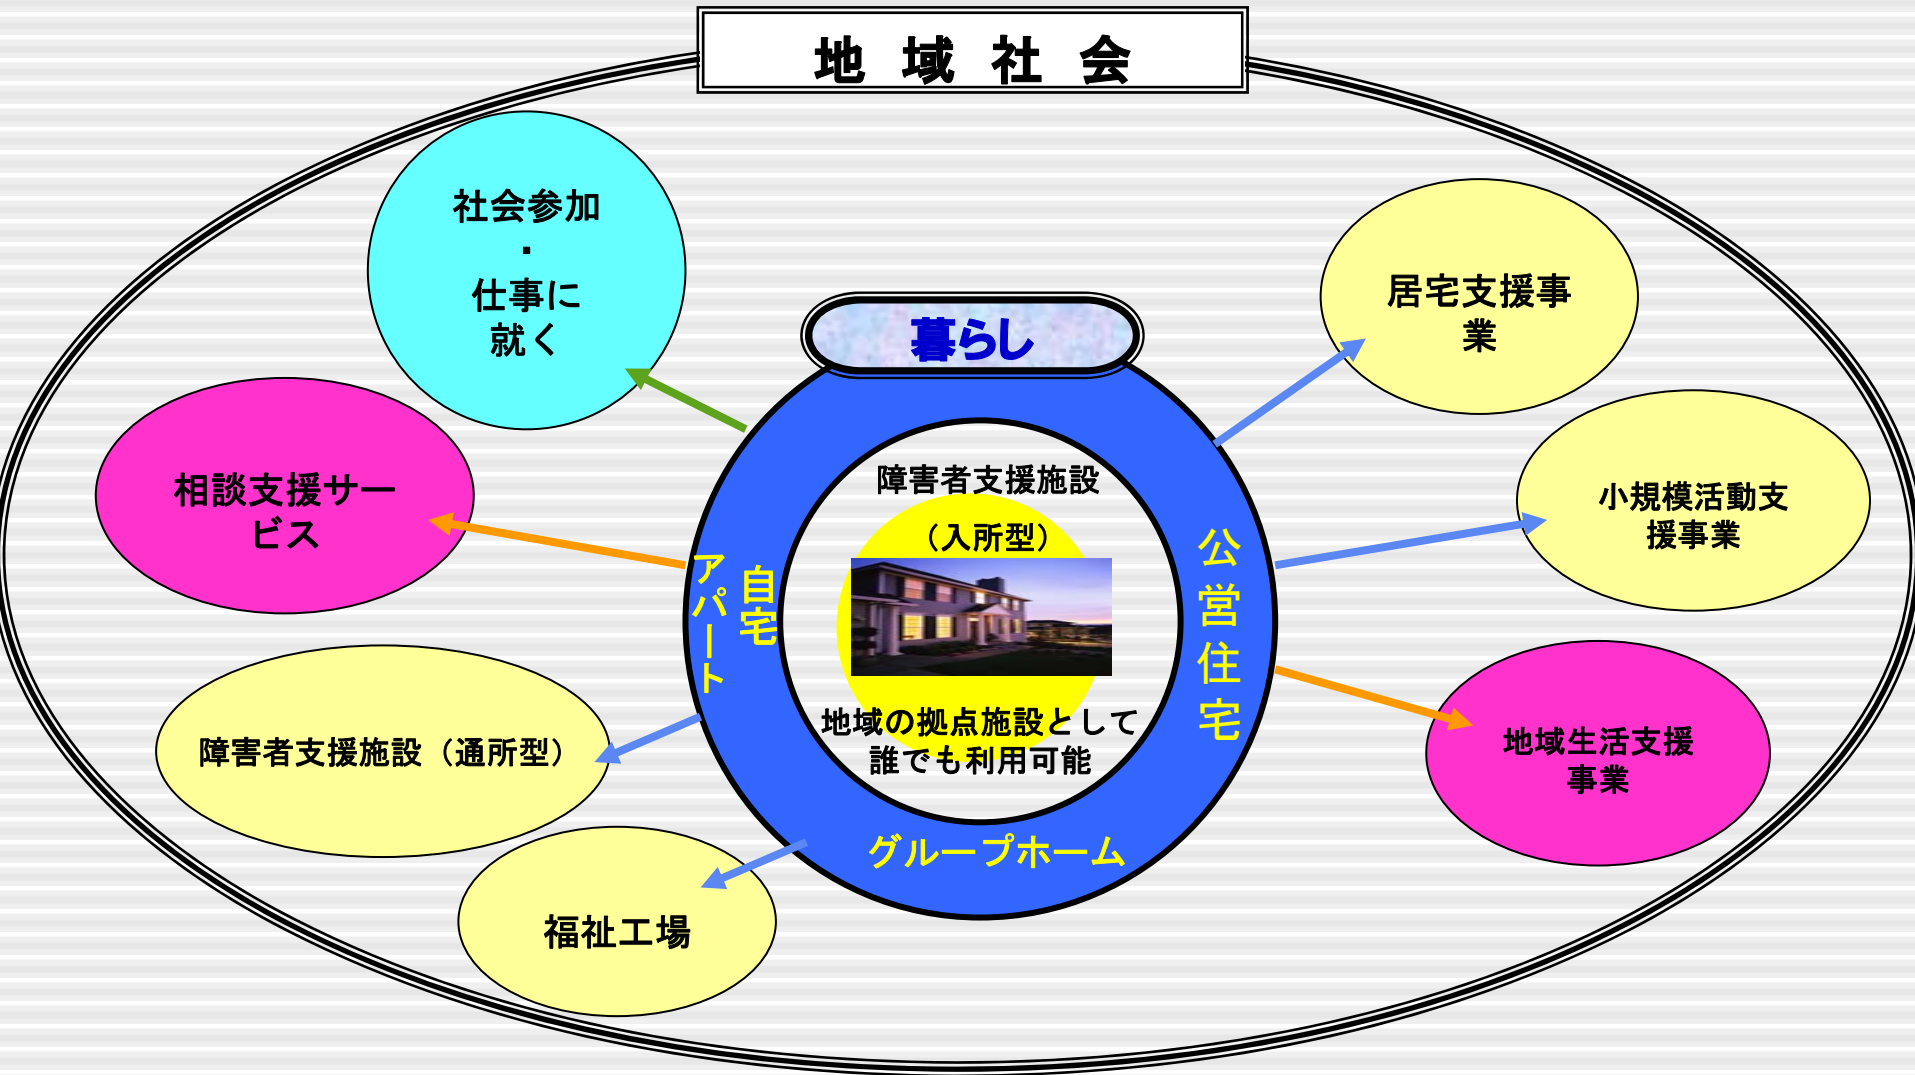 地域社会
社会参加
・
仕事に
就く
居宅支援事
業
暮らし
相談支援サー
ビス
小規模活動支
援事業
障害者支援施設
（入所型）
地域の拠点施設として
誰でも利用可能
自宅
アパート
公営住宅
グループホーム
障害者支援施設（通所型）
地域生活支援
事業
福祉工場